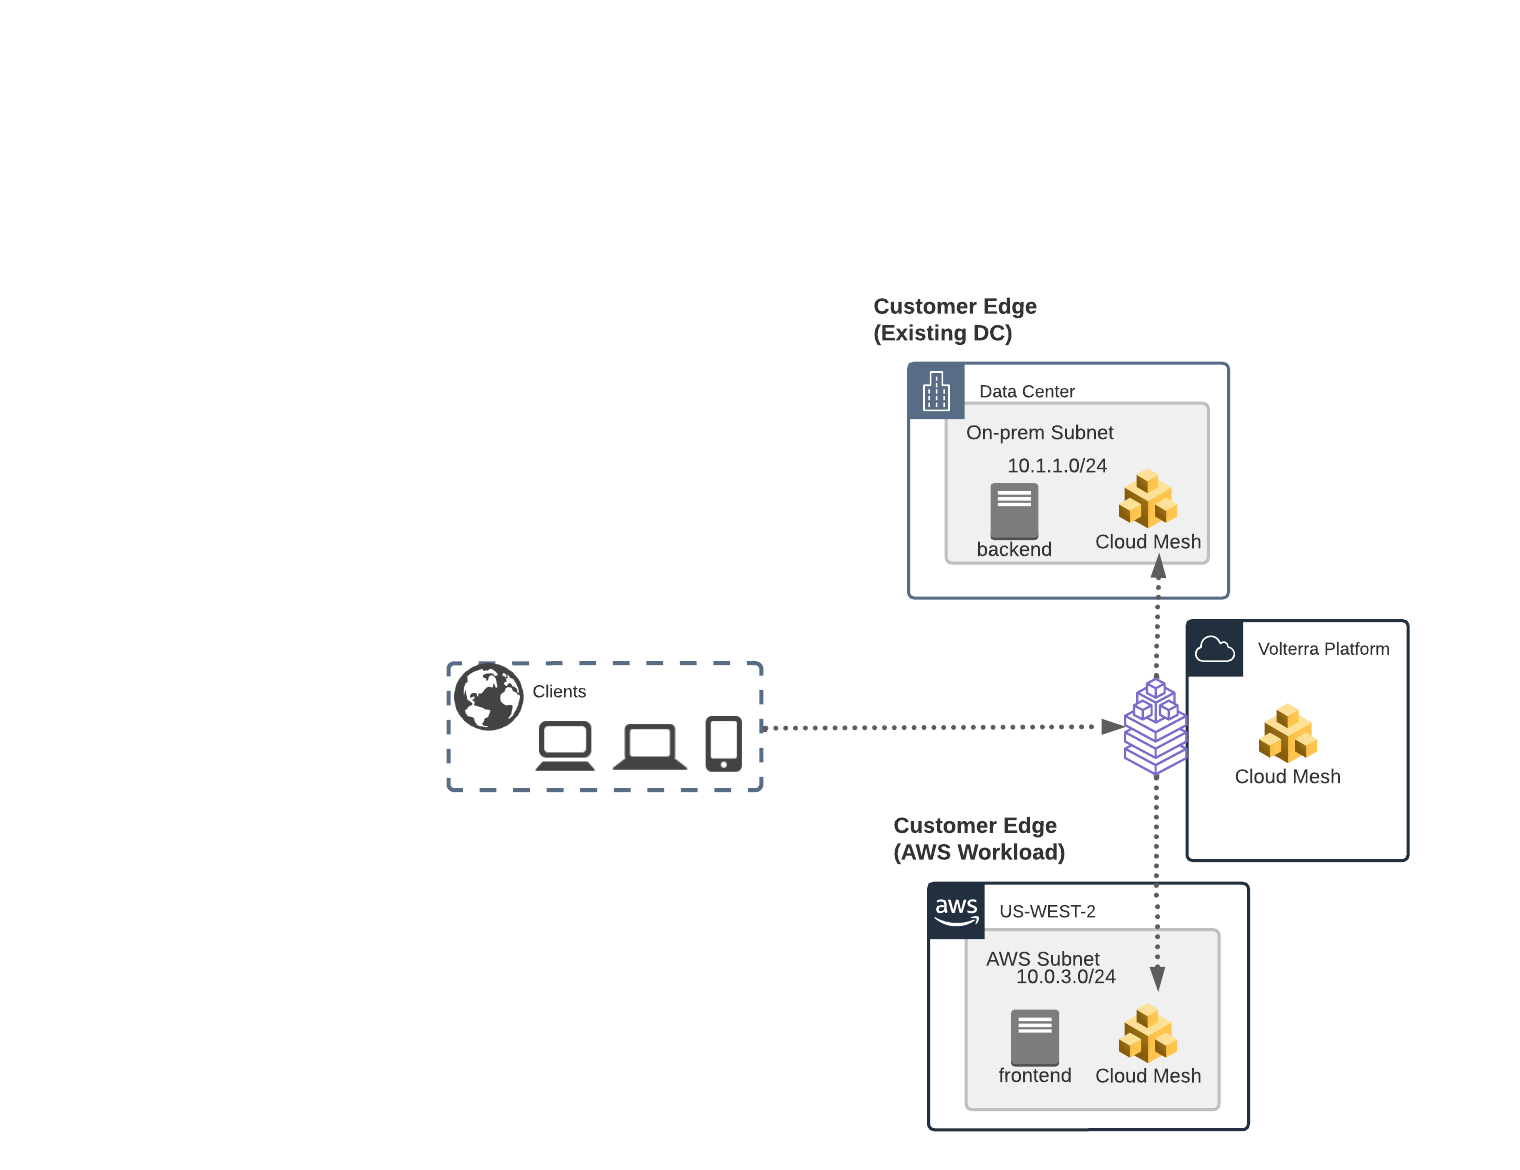 Customer Edge
(Existing DC)
Data Center
On-prem Subnet
10.1.1.0/24
backend
Cloud Mesh
Volterra Platform
Cloud Mesh
Clients
Customer Edge
(AWS Workload)
aws
US-WEST-2
AWS Subnet
10.0.3.0/24
frontend
Cloud Mesh